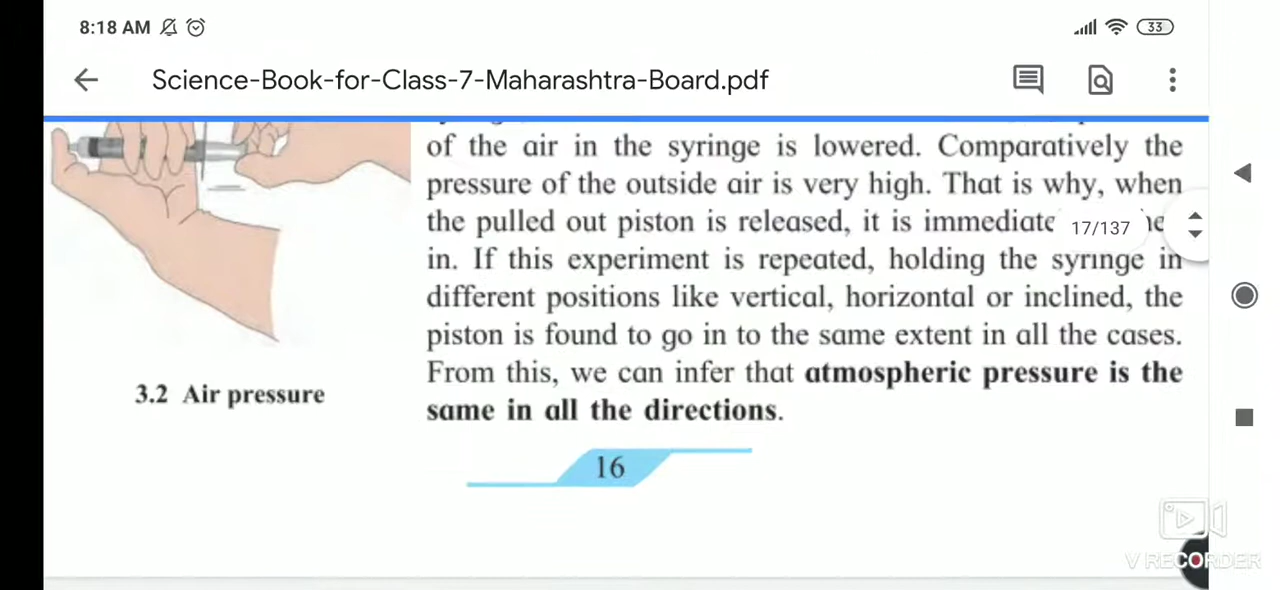 8:18 AM
33
Science-Book-for-Class-7-Maharashtra-Board.pdf
of the air in the syringe is lowered. Comparatively the
pressure of the outside air is very high. That is why, when
the pulled out piston is released, it is immediate
17/137
in. If this experiment is repeated, holding the syringe in
different positions like vertical, horizontal or inclined, the
piston is found to go in to the same extent in all the cases.
From this, we can infer that atmospheric pressure is the
same in all the directions.
3.2 Air pressure
16
V RECORDER